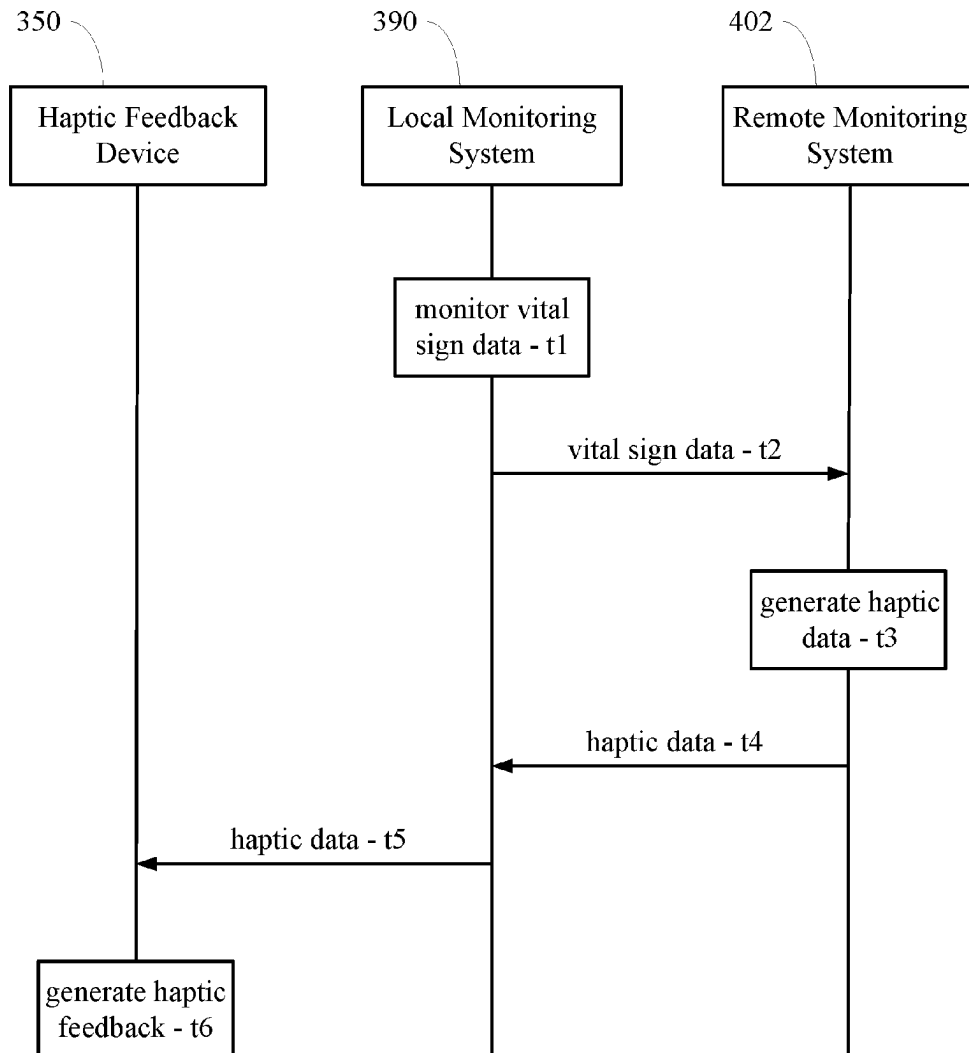 350
390
402
Haptic Feedback
Device
Local Monitoring
System
Remote Monitoring
System
monitor vital
sign data - t1
vital sign data - t2
generate haptic
data - t3
haptic data - t4
haptic data - t5
generate haptic
feedback - t6